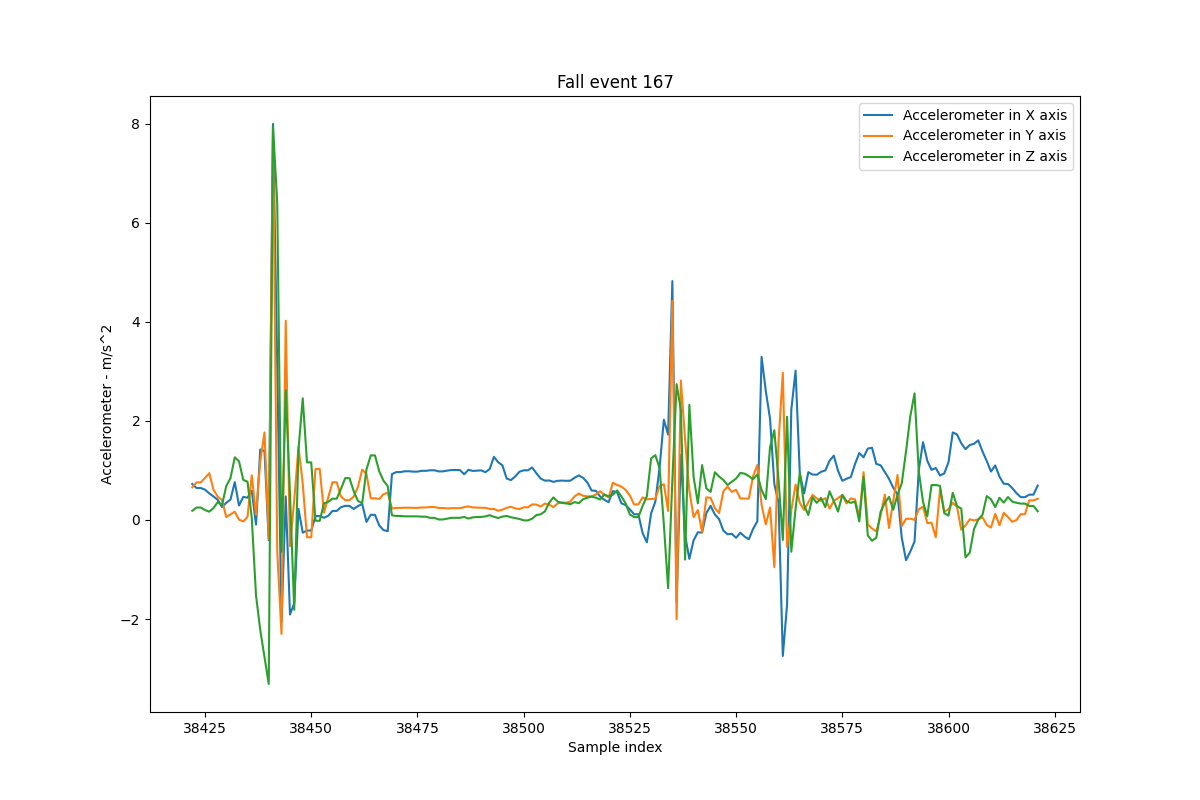 Fall event 167
Accelerometer in X axis
Accelerometer in Y axis
Accelerometer in Z axis
8
6
4
2
0
−2
Accelerometer - m/s^2
38425 38450 38475 38500 38525 38550 38575 38600 38625
Sample index